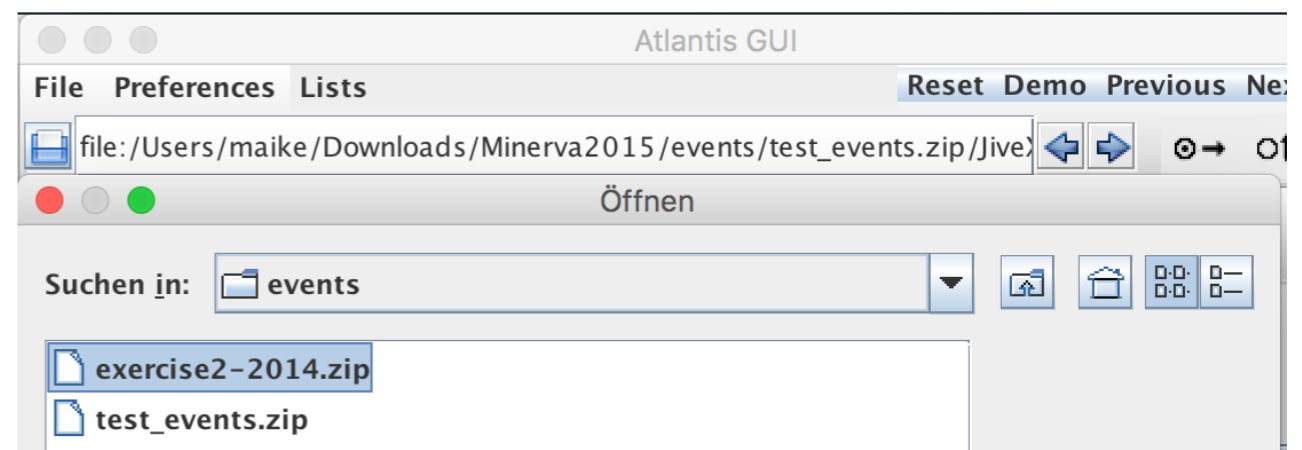 Atlantis GUI
File Preferences Lists Reset Demo Previous
file:/Users/maike/Downloads/Minerva2015/events/test_events.zip/Jive
Öffnen
Suchen in: events
exercise2-2014.zip
test_events.zip